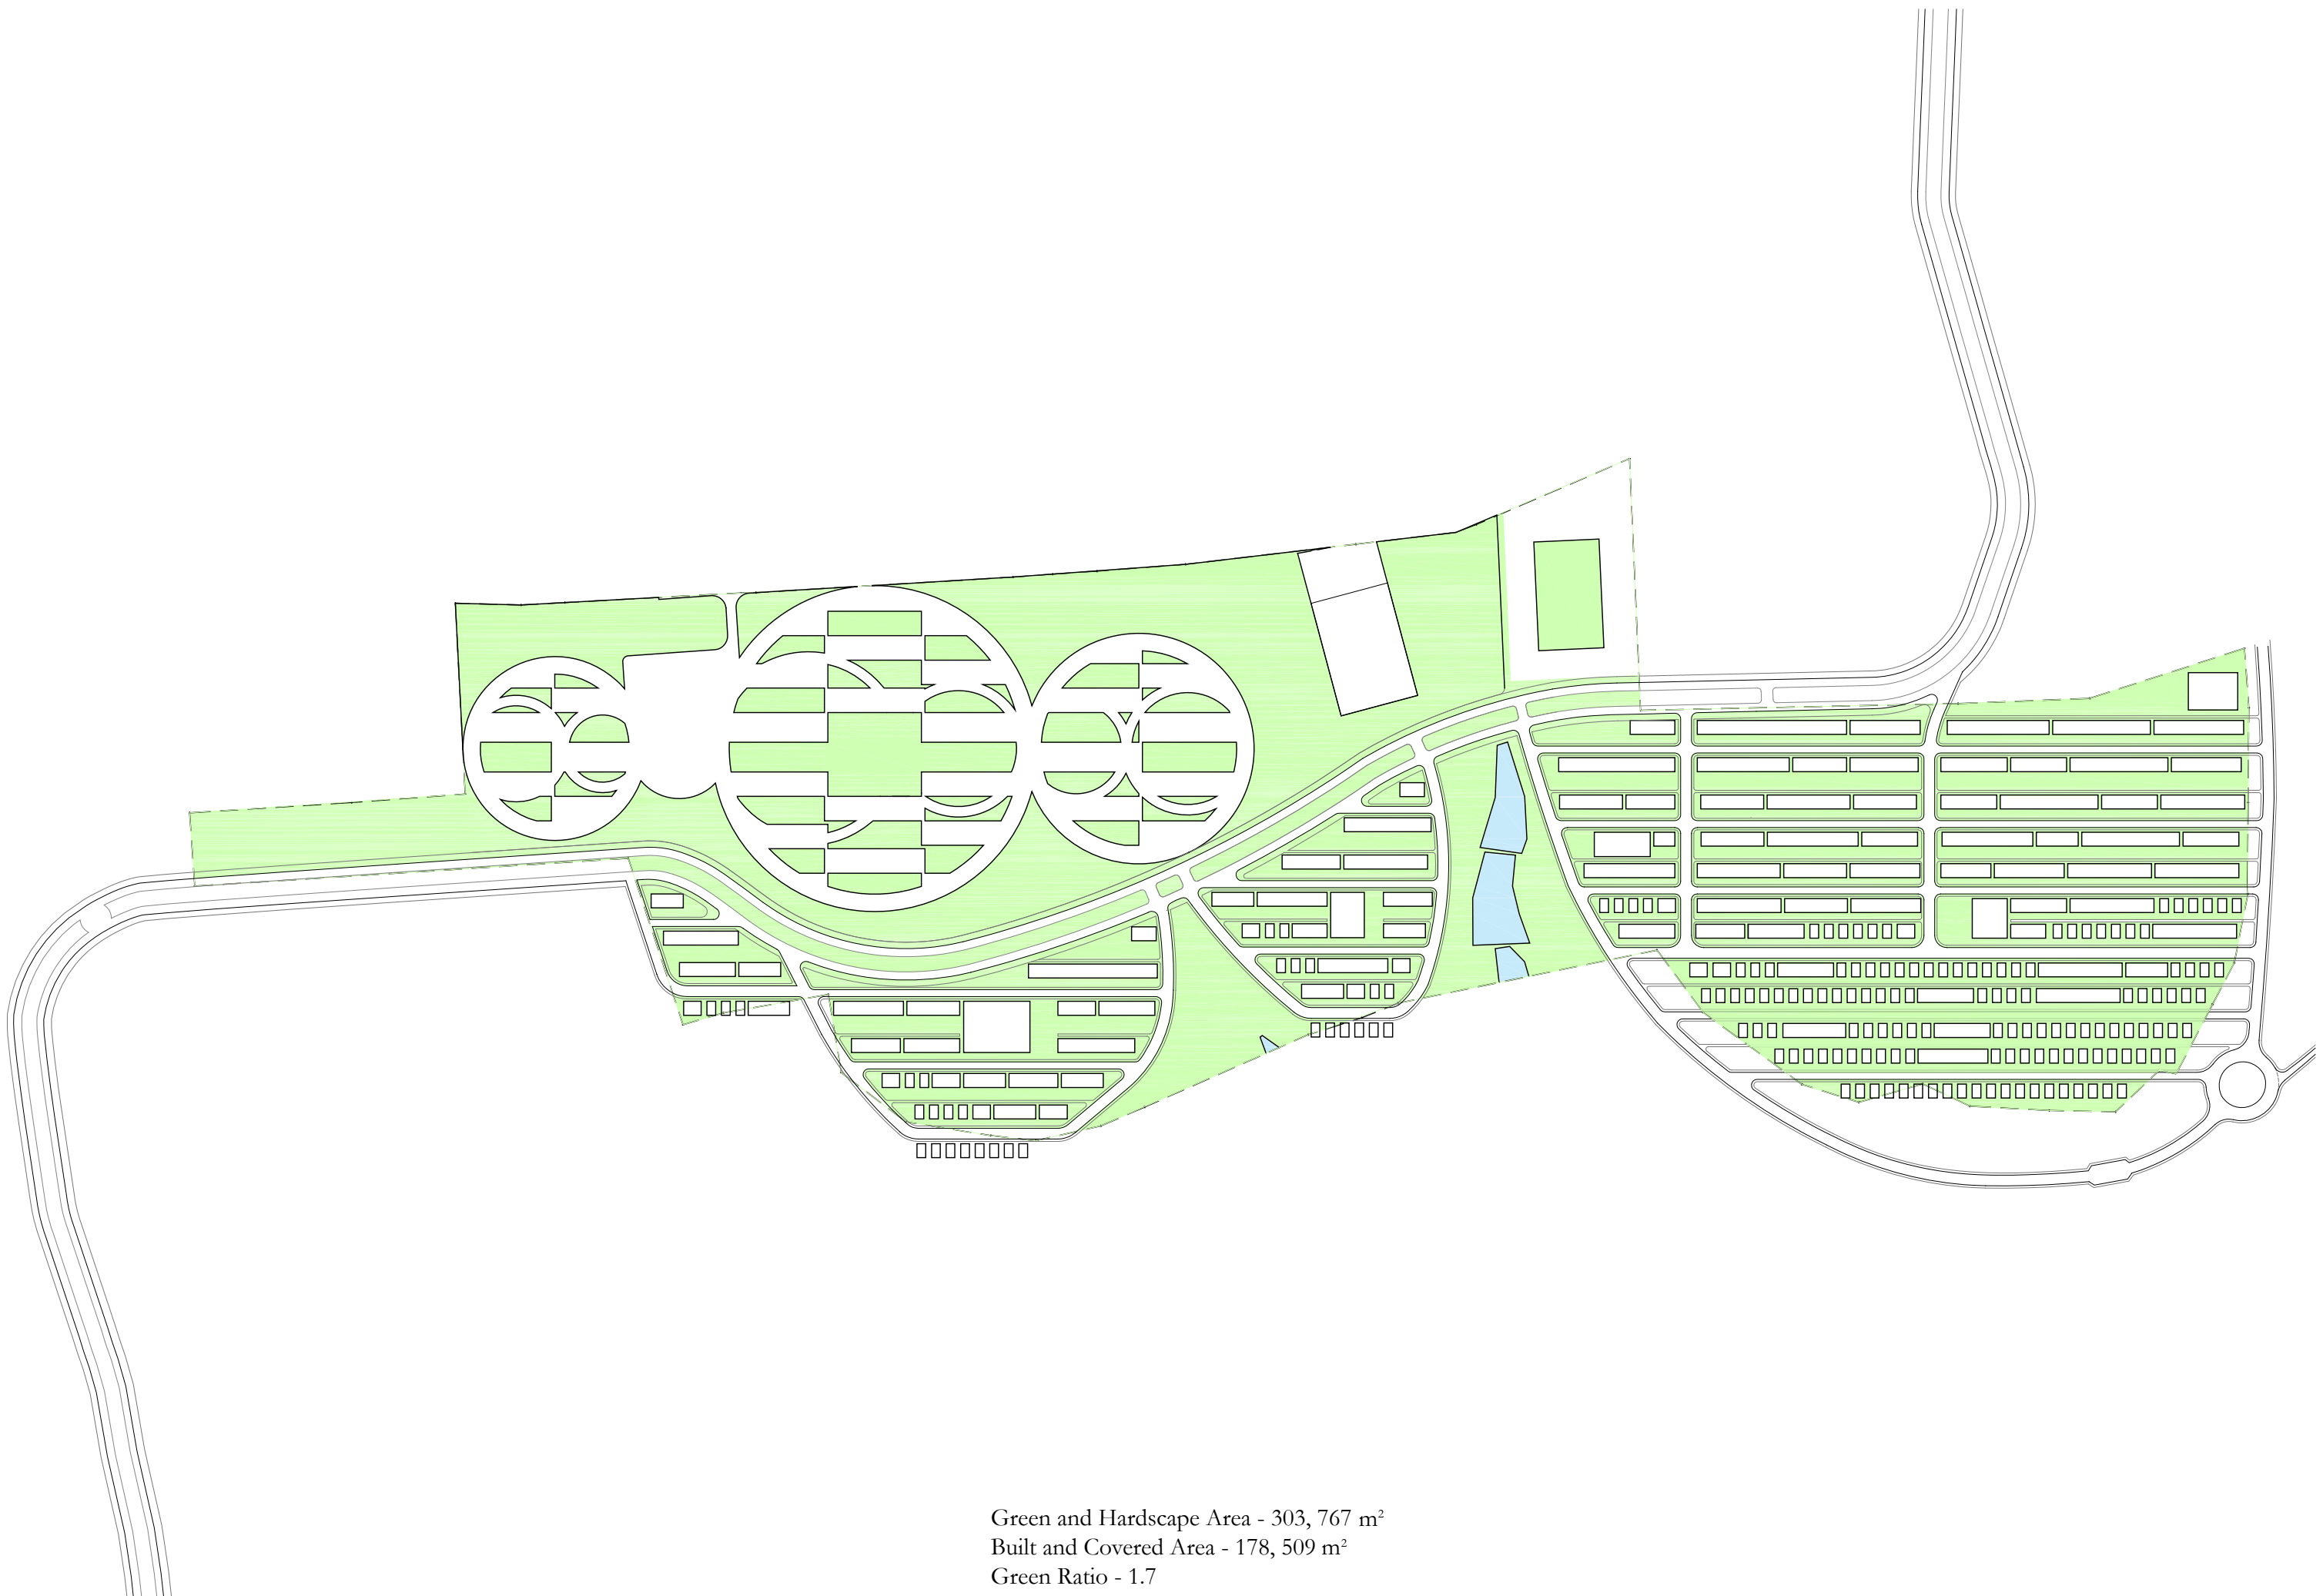 Green and Hardscape Area - 303, 767 m²
Built and Covered Area - 178, 509 m²
Green Ratio - 1.7